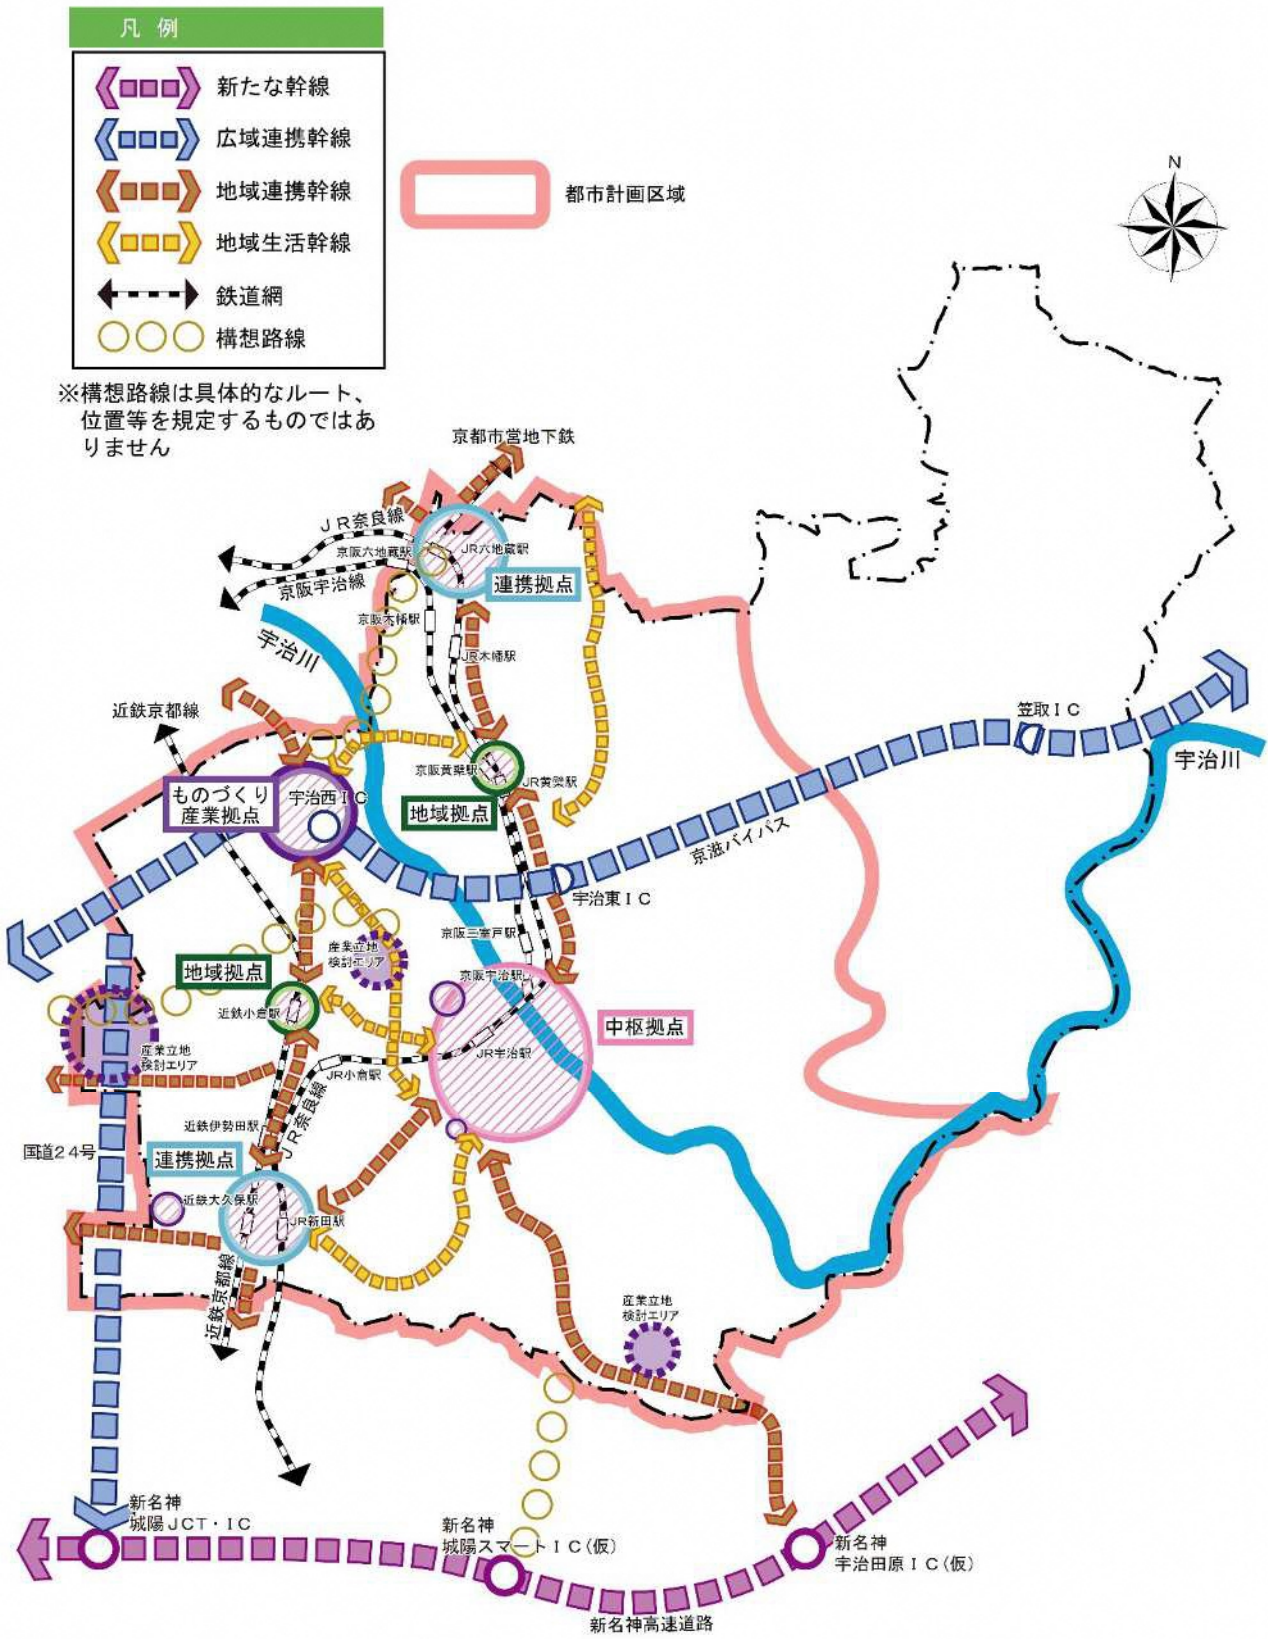 凡 例
新たな幹線
広域連携幹線
地域連携幹線
地域生活幹線
鉄道網
構想路線
都市計画区域
※構想路線は具体的なルート、
位置等を規定するものではあ
りません
N
京都市営地下鉄
JR奈良線
京阪六地蔵駅
JR六地蔵駅
京阪宇治線
連携拠点
京阪木幡駅
JR木幡駅
宇治川
近鉄京都線
笠取IC
宇治川
京阪黄檗駅
JR黄檗駅
ものづくり
産業拠点
宇治西IC
地域拠点
京滋バイパス
宇治東IC
京阪三室戸駅
産業立地
検討エリア
地域拠点
京阪宇治駅
近鉄小倉駅
中枢拠点
JR宇治駅
産業立地
検討エリア
JR小倉駅
JR奈良線
近鉄伊勢田駅
国道24号
連携拠点
近鉄大久保駅
JR新田駅
近鉄京都線
産業立地
検討エリア
新名神
城陽JCT・IC
新名神
城陽スマートIC(仮)
新名神
宇治田原IC(仮)
新名神高速道路